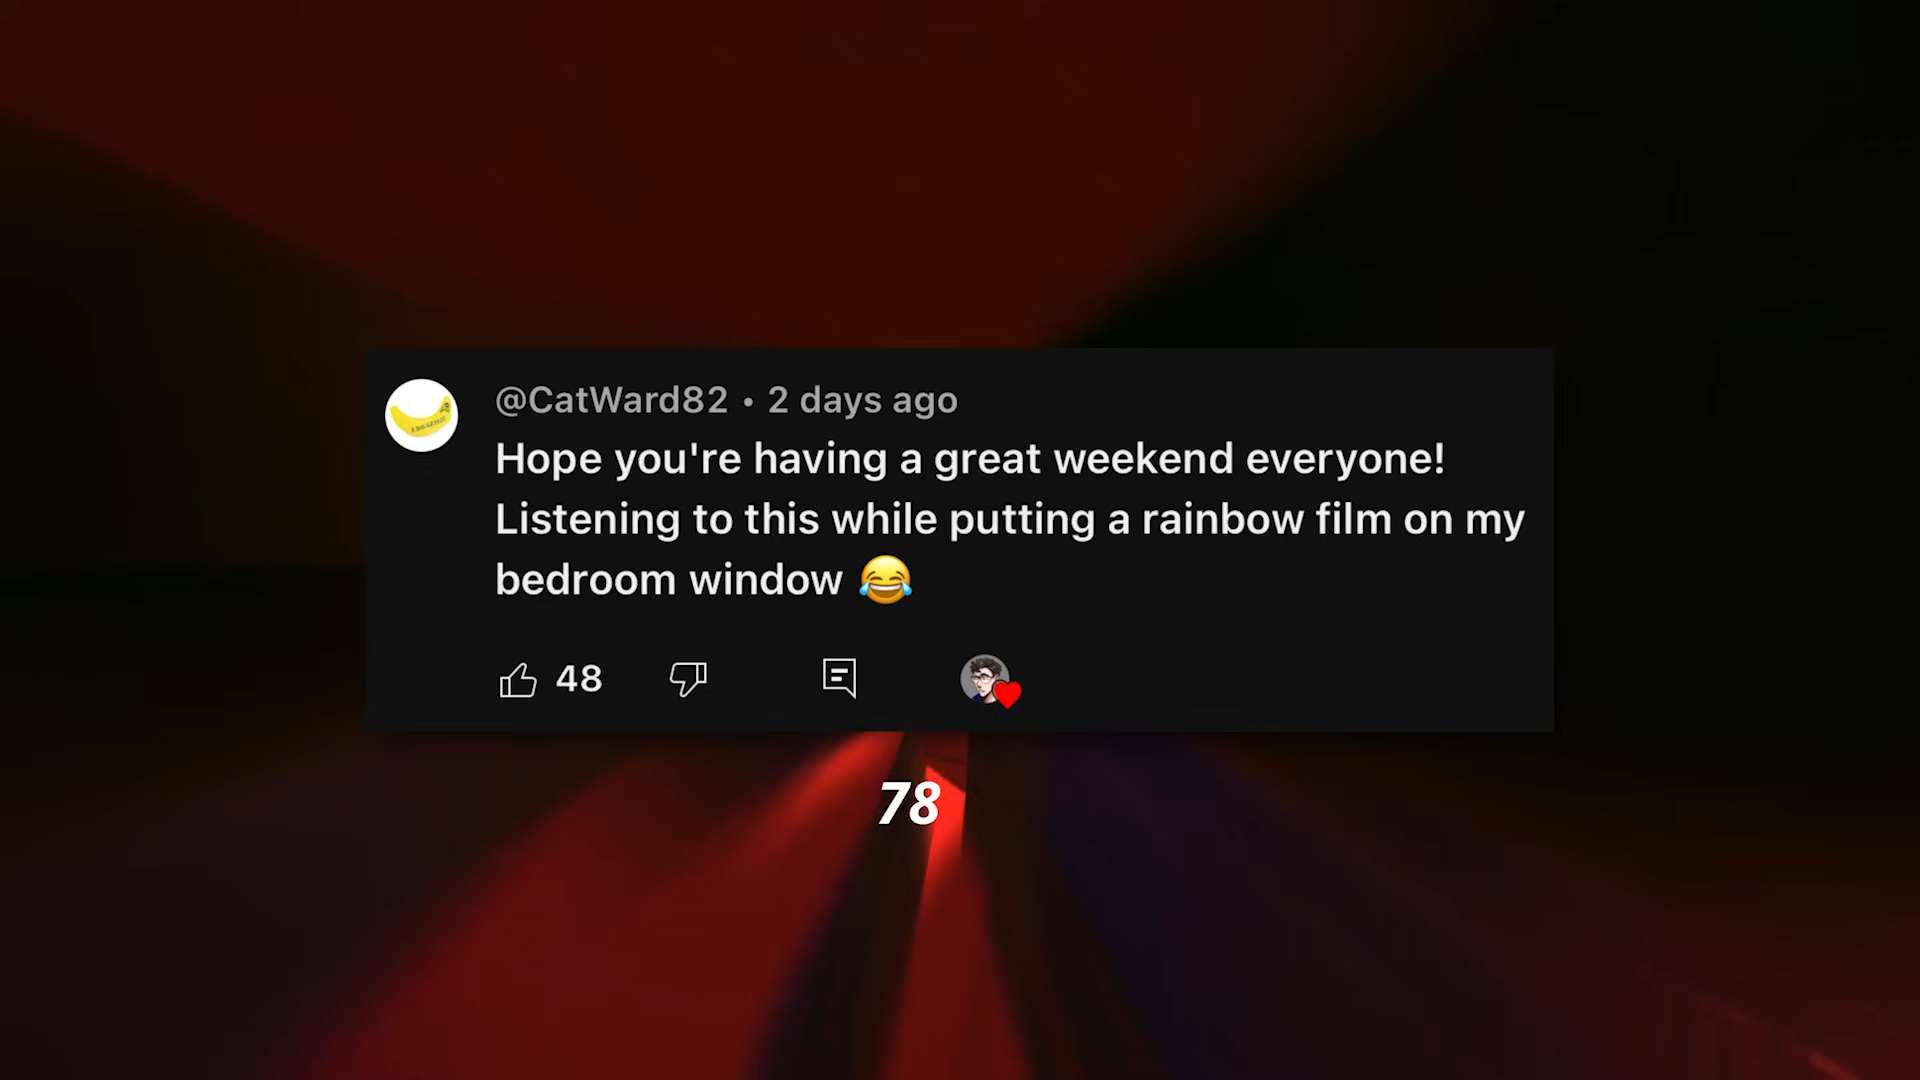 @CatWard82 • 2 days ago
Hope you're having a great weekend everyone!
Listening to this while putting a rainbow film on my
bedroom window 😂
48
78